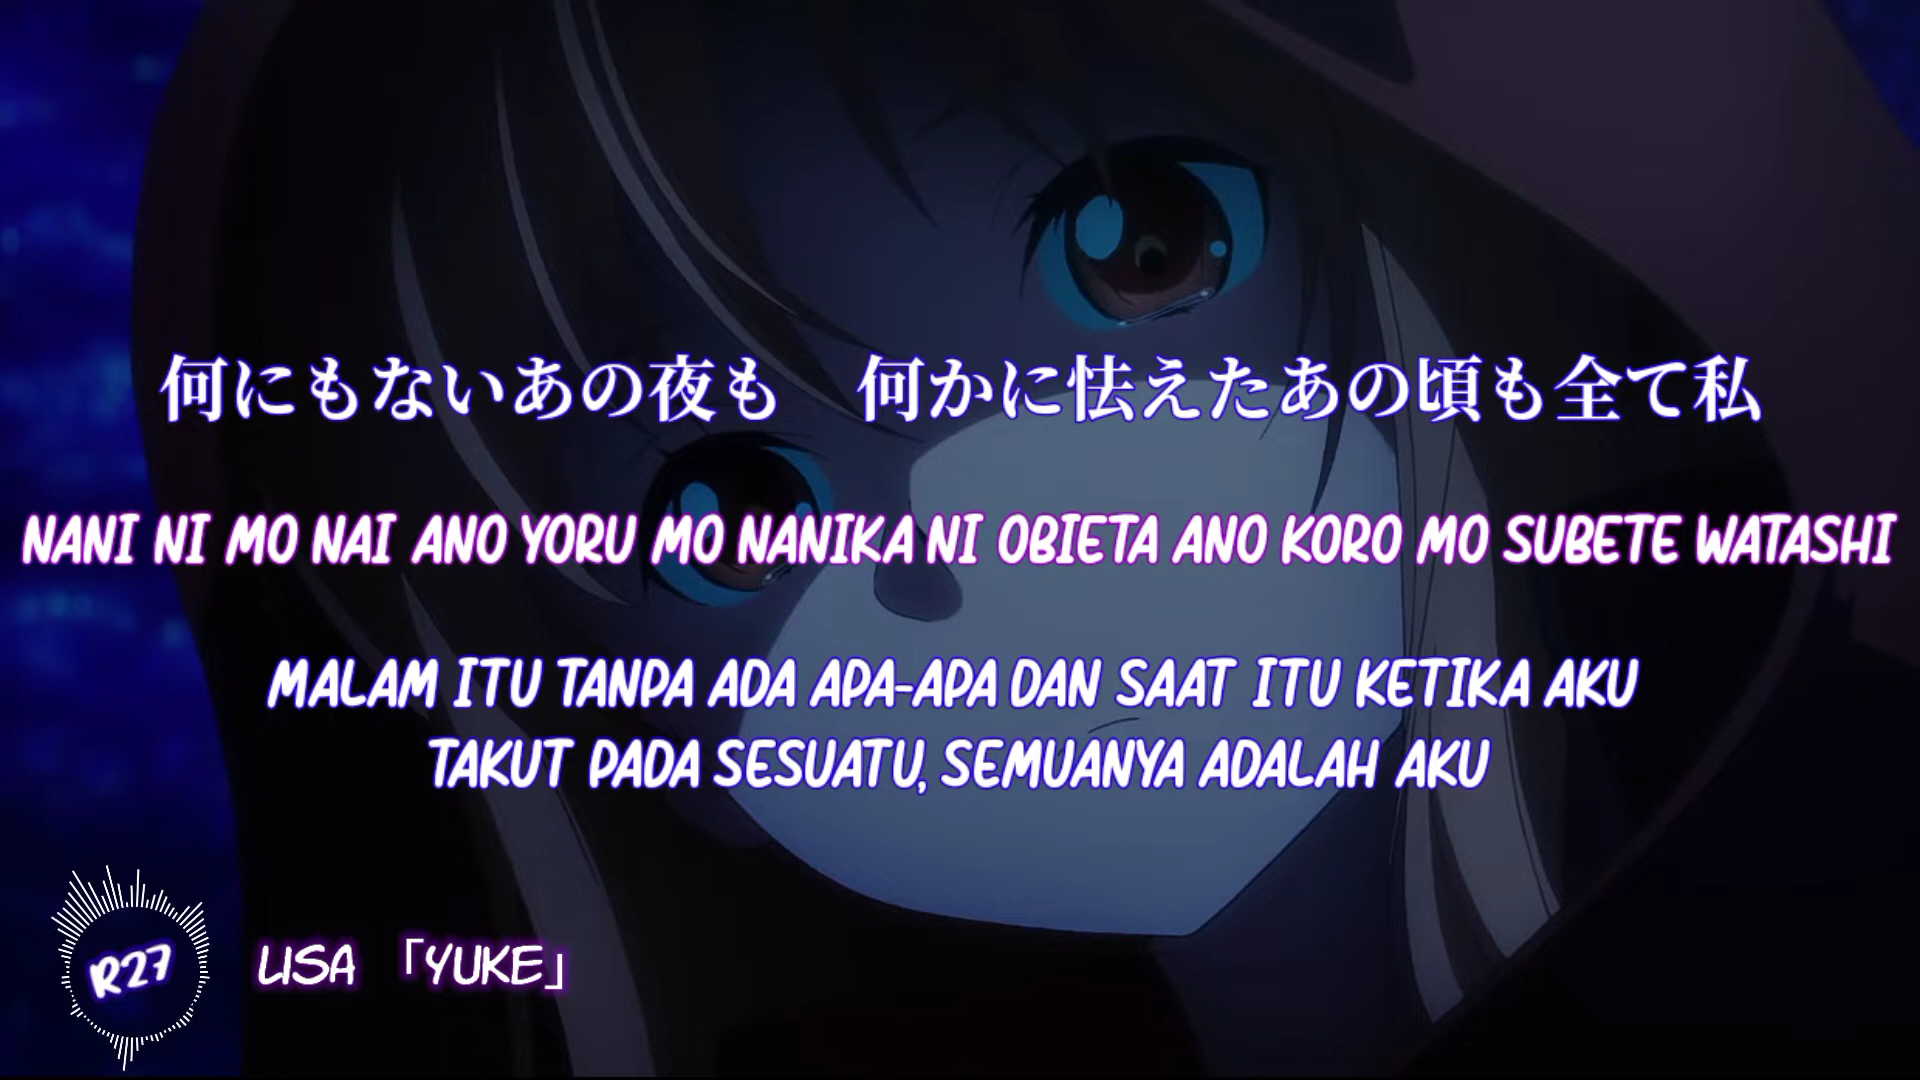 何にもないあの夜も　何かに怯えたあの頃も全て私
NANI NI MO NAI ANO YORU MO NANIKA NI OBIETA ANO KORO MO SUBETE WATASHI
MALAM ITU TANPA ADA APA-APA DAN SAAT ITU KETIKA AKU
TAKUT PADA SESUATU, SEMUANYA ADALAH AKU
R27
LISA 「YUKE」